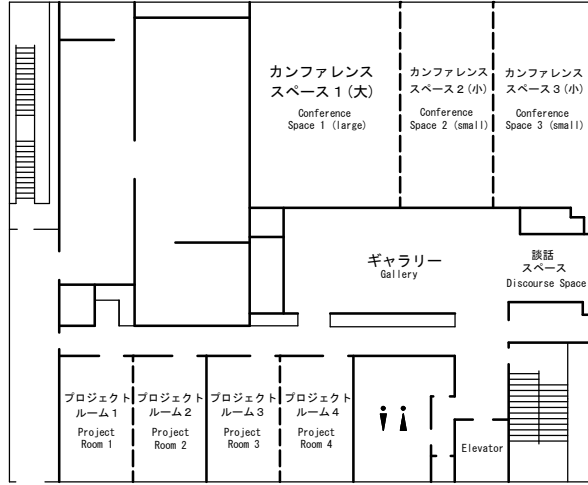 カンファレンス
スペース1(大)
Conference
Space 1 (large)
カンファレンス
スペース2(小)
Conference
Space 2 (small)
カンファレンス
スペース3(小)
Conference
Space 3 (small)
ギャラリー
Gallery
談話
スペース
Discourse Space
プロジェクト
ルーム1
Project
Room 1
プロジェクト
ルーム2
Project
Room 2
プロジェクト
ルーム3
Project
Room 3
プロジェクト
ルーム4
Project
Room 4
Elevator